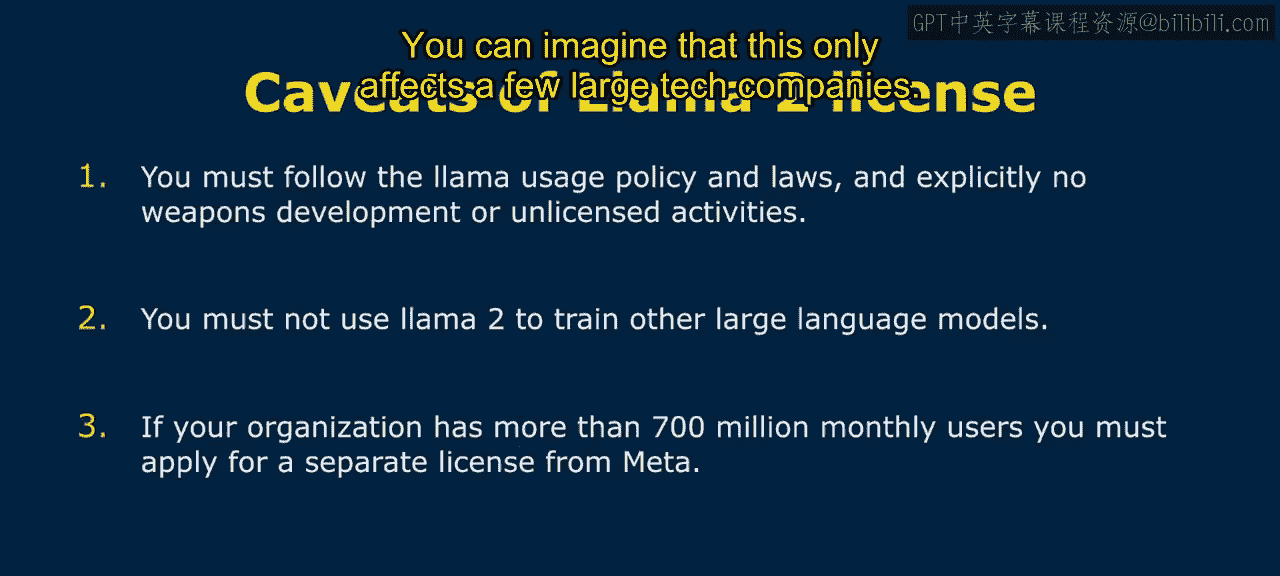 GPT中英字幕课程资源@bilibili.com
You can imagine that this only
affects a few large tech companies.
Caveats of Llama 2 license
1. You must follow the llama usage policy and laws, and explicitly no
weapons development or unlicensed activities.
2. You must not use llama 2 to train other large language models.
3. If your organization has more than 700 million monthly users you must
apply for a separate license from Meta.